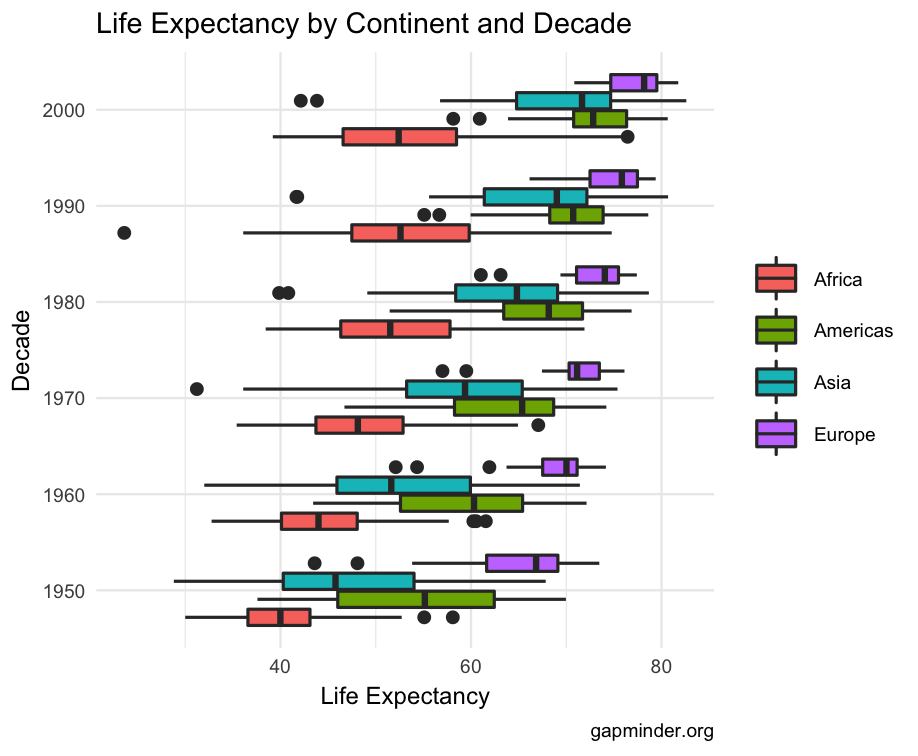 Life Expectancy by Continent and Decade
2000
1990
1980
1970
1960
1950
Decade
40 60 80
Life Expectancy
Africa
Americas
Asia
Europe
gapminder.org